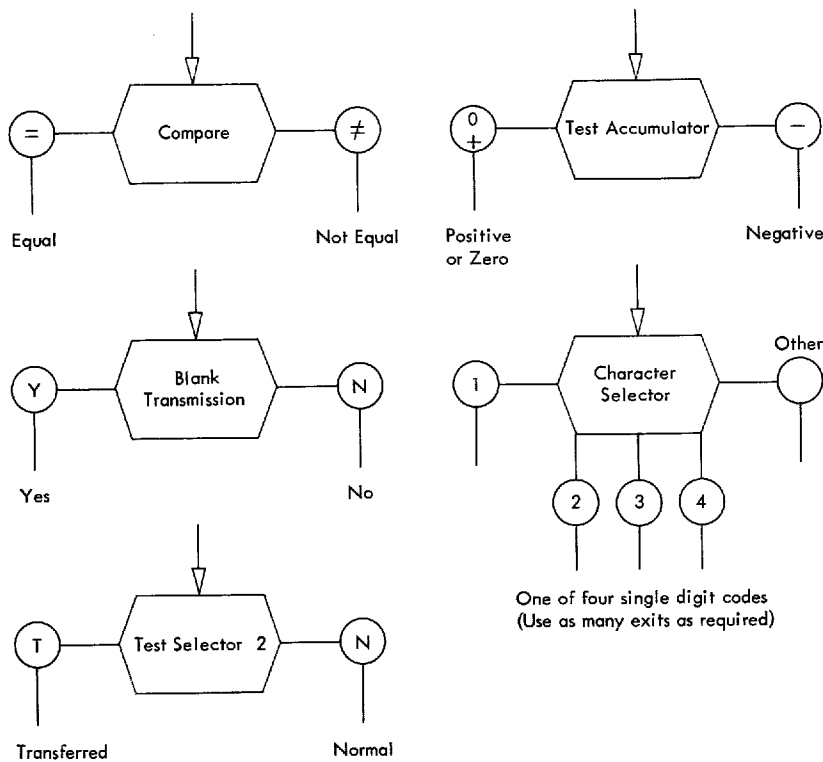 =
Compare
≠
Equal
Not Equal
0
+
Test Accumulator
−
Positive
or Zero
Negative
Y
Blank
Transmission
N
Yes
No
1
Character
Selector
Other
2
3
4
One of four single digit codes
(Use as many exits as required)
T
Test Selector 2
N
Transferred
Normal